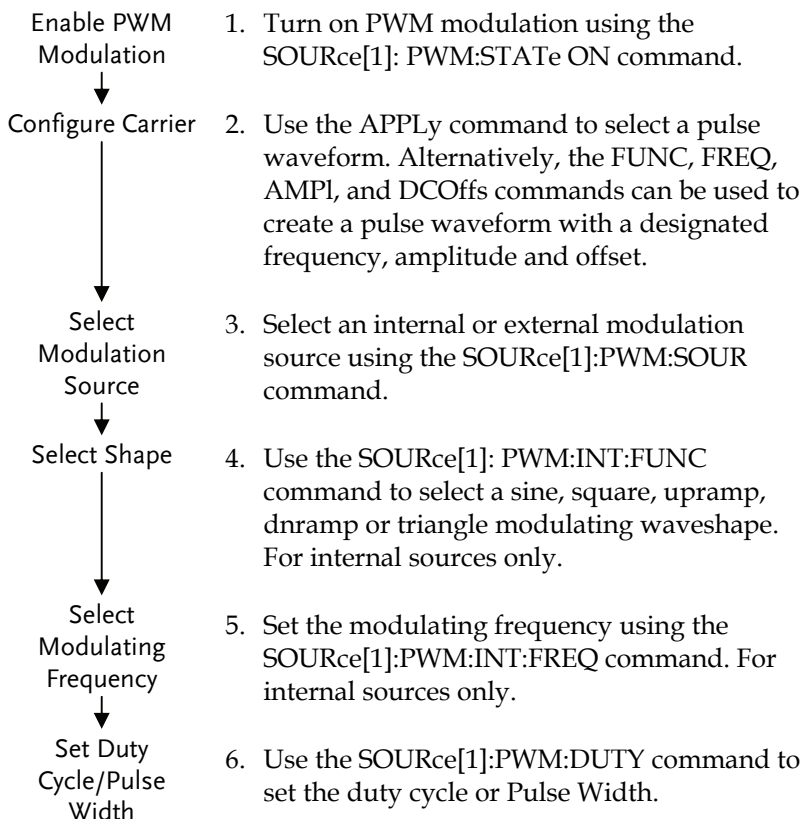 Enable PWM
Modulation
1. Turn on PWM modulation using the
SOURce[1]: PWM:STATe ON command.
Configure Carrier
2. Use the APPLy command to select a pulse
waveform. Alternatively, the FUNC, FREQ,
AMPl, and DCOffs commands can be used to
create a pulse waveform with a designated
frequency, amplitude and offset.
Select
Modulation
Source
3. Select an internal or external modulation
source using the SOURce[1]:PWM:SOUR
command.
Select Shape
4. Use the SOURce[1]: PWM:INT:FUNC
command to select a sine, square, upramp,
dnramp or triangle modulating waveshape.
For internal sources only.
Select
Modulating
Frequency
5. Set the modulating frequency using the
SOURce[1]:PWM:INT:FREQ command. For
internal sources only.
Set Duty
Cycle/Pulse
Width
6. Use the SOURce[1]:PWM:DUTY command to
set the duty cycle or Pulse Width.